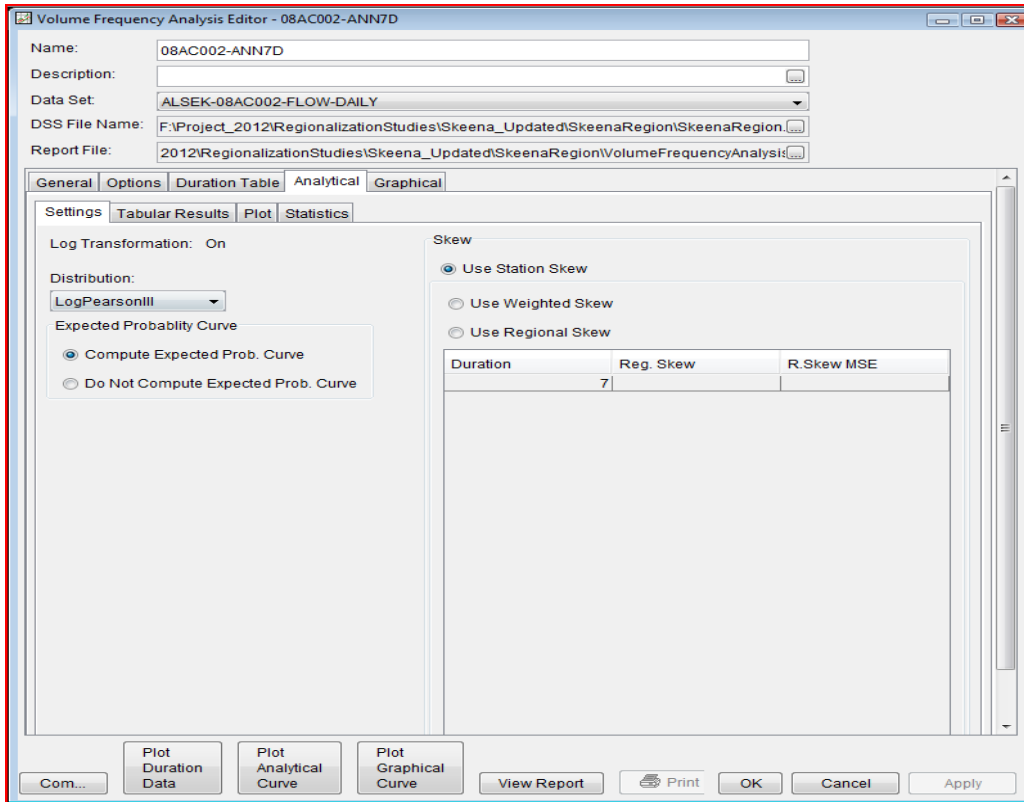 Volume Frequency Analysis Editor - 08AC002-ANN7D
Name: 08AC002-ANN7D
Description: ...
Data Set: ALSEK-08AC002-FLOW-DAILY
DSS File Name: F:\Project_2012\RegionalizationStudies\Skeena_Updated\SkeenaRegion\SkeenaRegion. ...
Report File: 2012\RegionalizationStudies\Skeena_Updated\SkeenaRegion\VolumeFrequencyAnalysis ...
General Options Duration Table Analytical Graphical
Settings Tabular Results Plot Statistics
Log Transformation: On
Distribution:
LogPearsonIII
Expected Probablity Curve
Compute Expected Prob. Curve
Do Not Compute Expected Prob. Curve
Skew
Use Station Skew
Use Weighted Skew
Use Regional Skew
Duration Reg. Skew R.Skew MSE
7
Com...
Plot
Duration
Data
Plot
Analytical
Curve
Plot
Graphical
Curve
View Report
Print
OK
Cancel
Apply